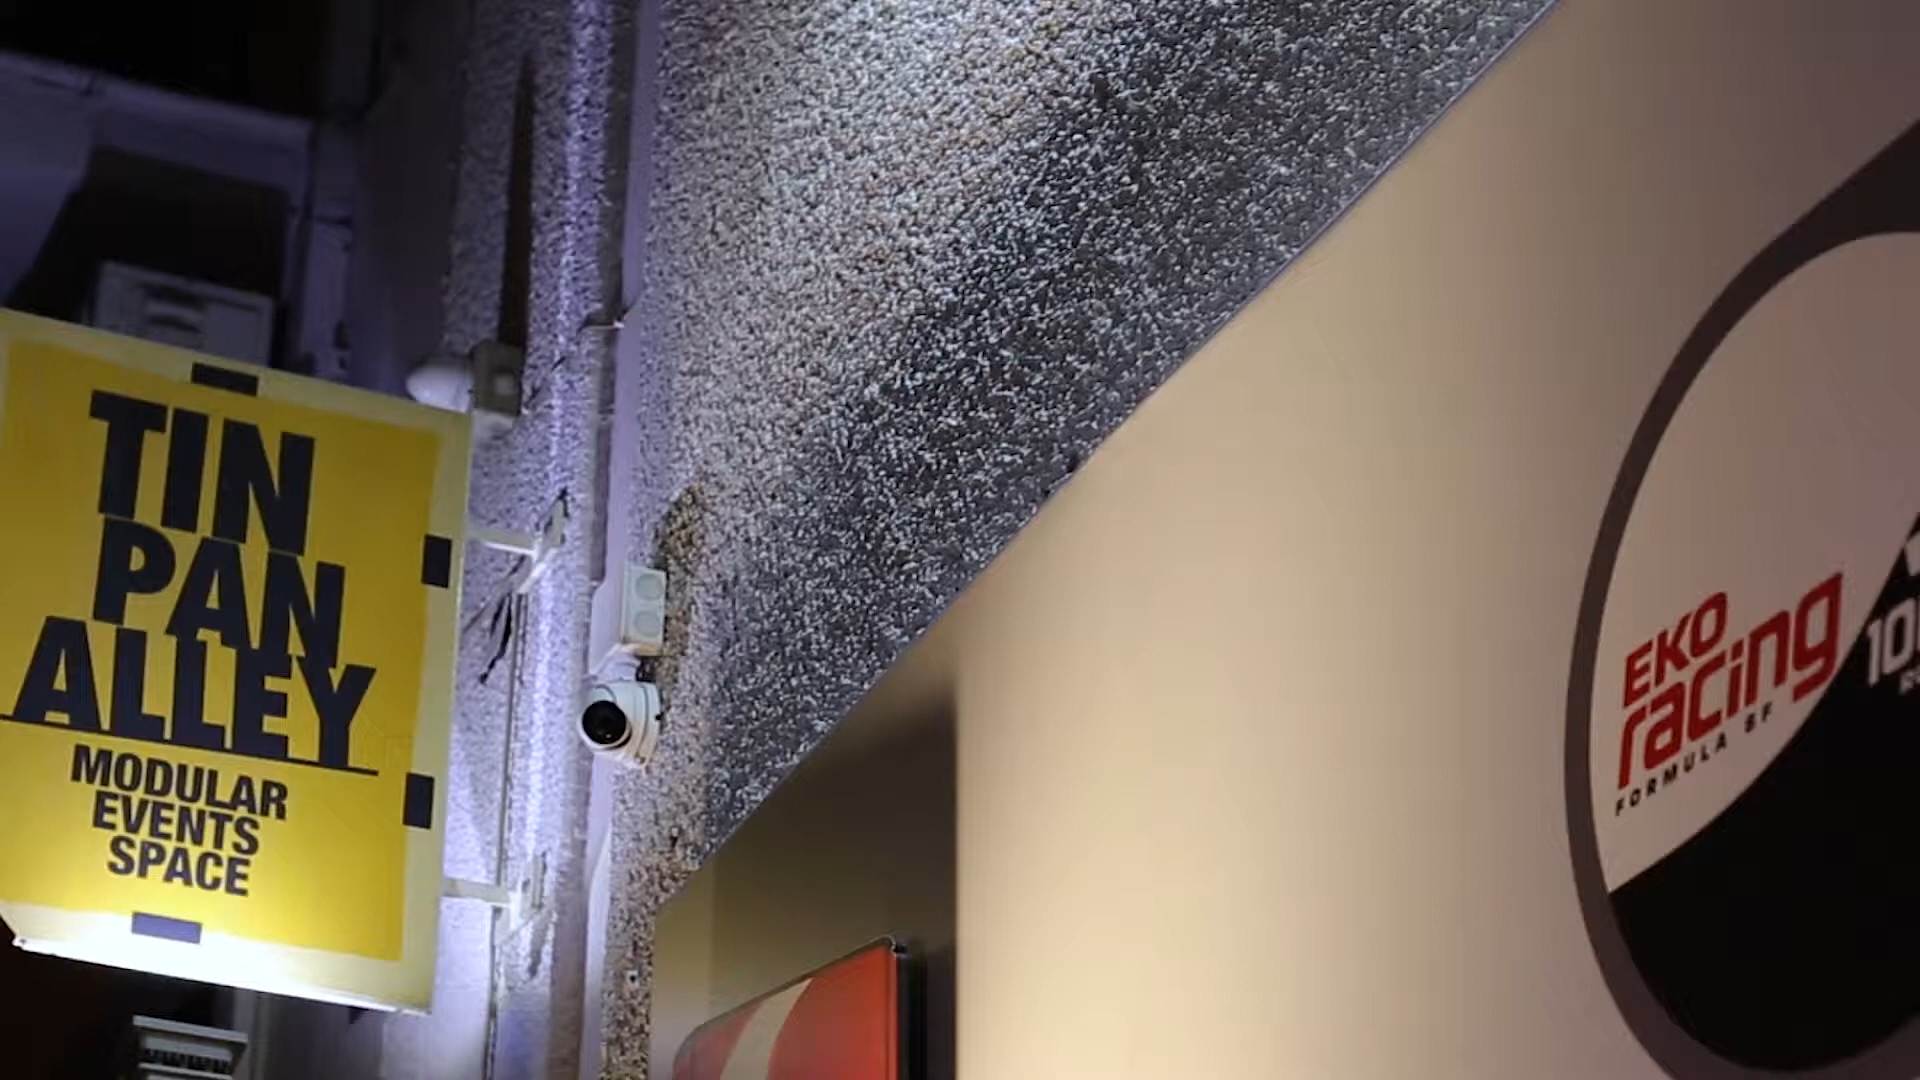 TIN
PAN
ALLEY
MODULAR
EVENTS
SPACE
EKO
racing
FORMULA SF